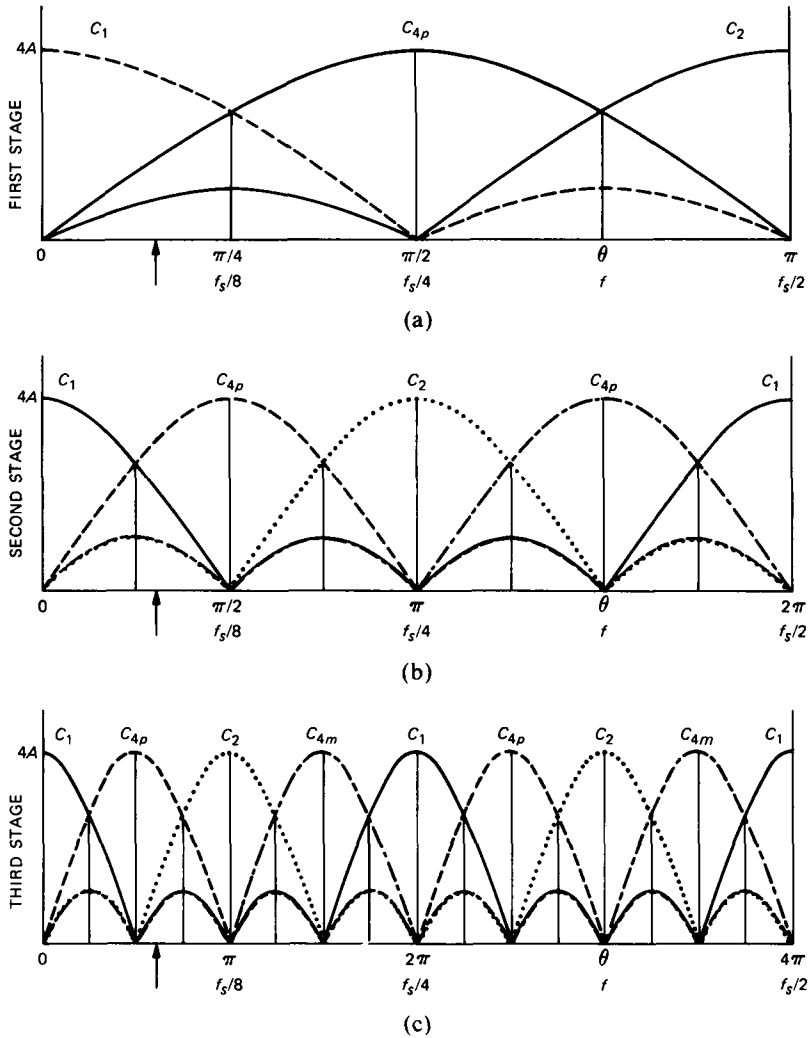 C₁ C₄ₚ C₂
4A
FIRST STAGE
0 π/4 π/2 θ π
fₛ/8 fₛ/4 f fₛ/2
(a)
C₁ C₄ₚ C₂ C₄ₚ C₁
4A
SECOND STAGE
0 π/2 π θ 2π
fₛ/8 fₛ/4 f fₛ/2
(b)
C₁ C₄ₚ C₂ C₄ₘ C₁ C₄ₚ C₂ C₄ₘ C₁
4A
THIRD STAGE
0 π 2π θ 4π
fₛ/8 fₛ/4 f fₛ/2
(c)